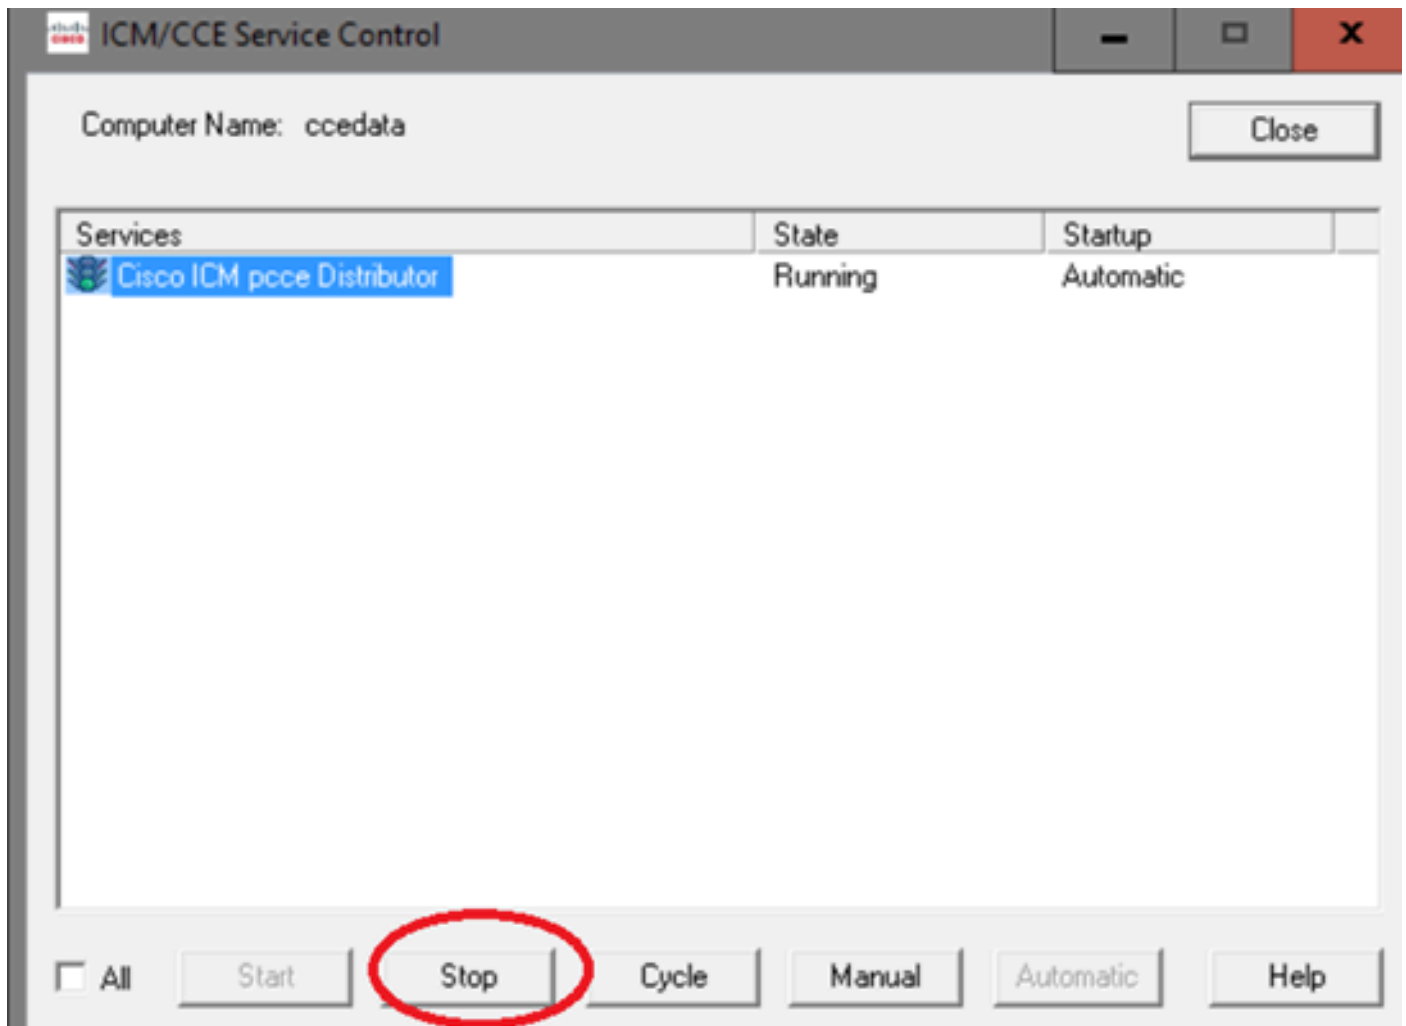 ICM/CCE Service Control
Computer Name: ccedata
Close
Services State Startup
Cisco ICM pcce Distributor Running Automatic
All Start Stop Cycle Manual Automatic Help